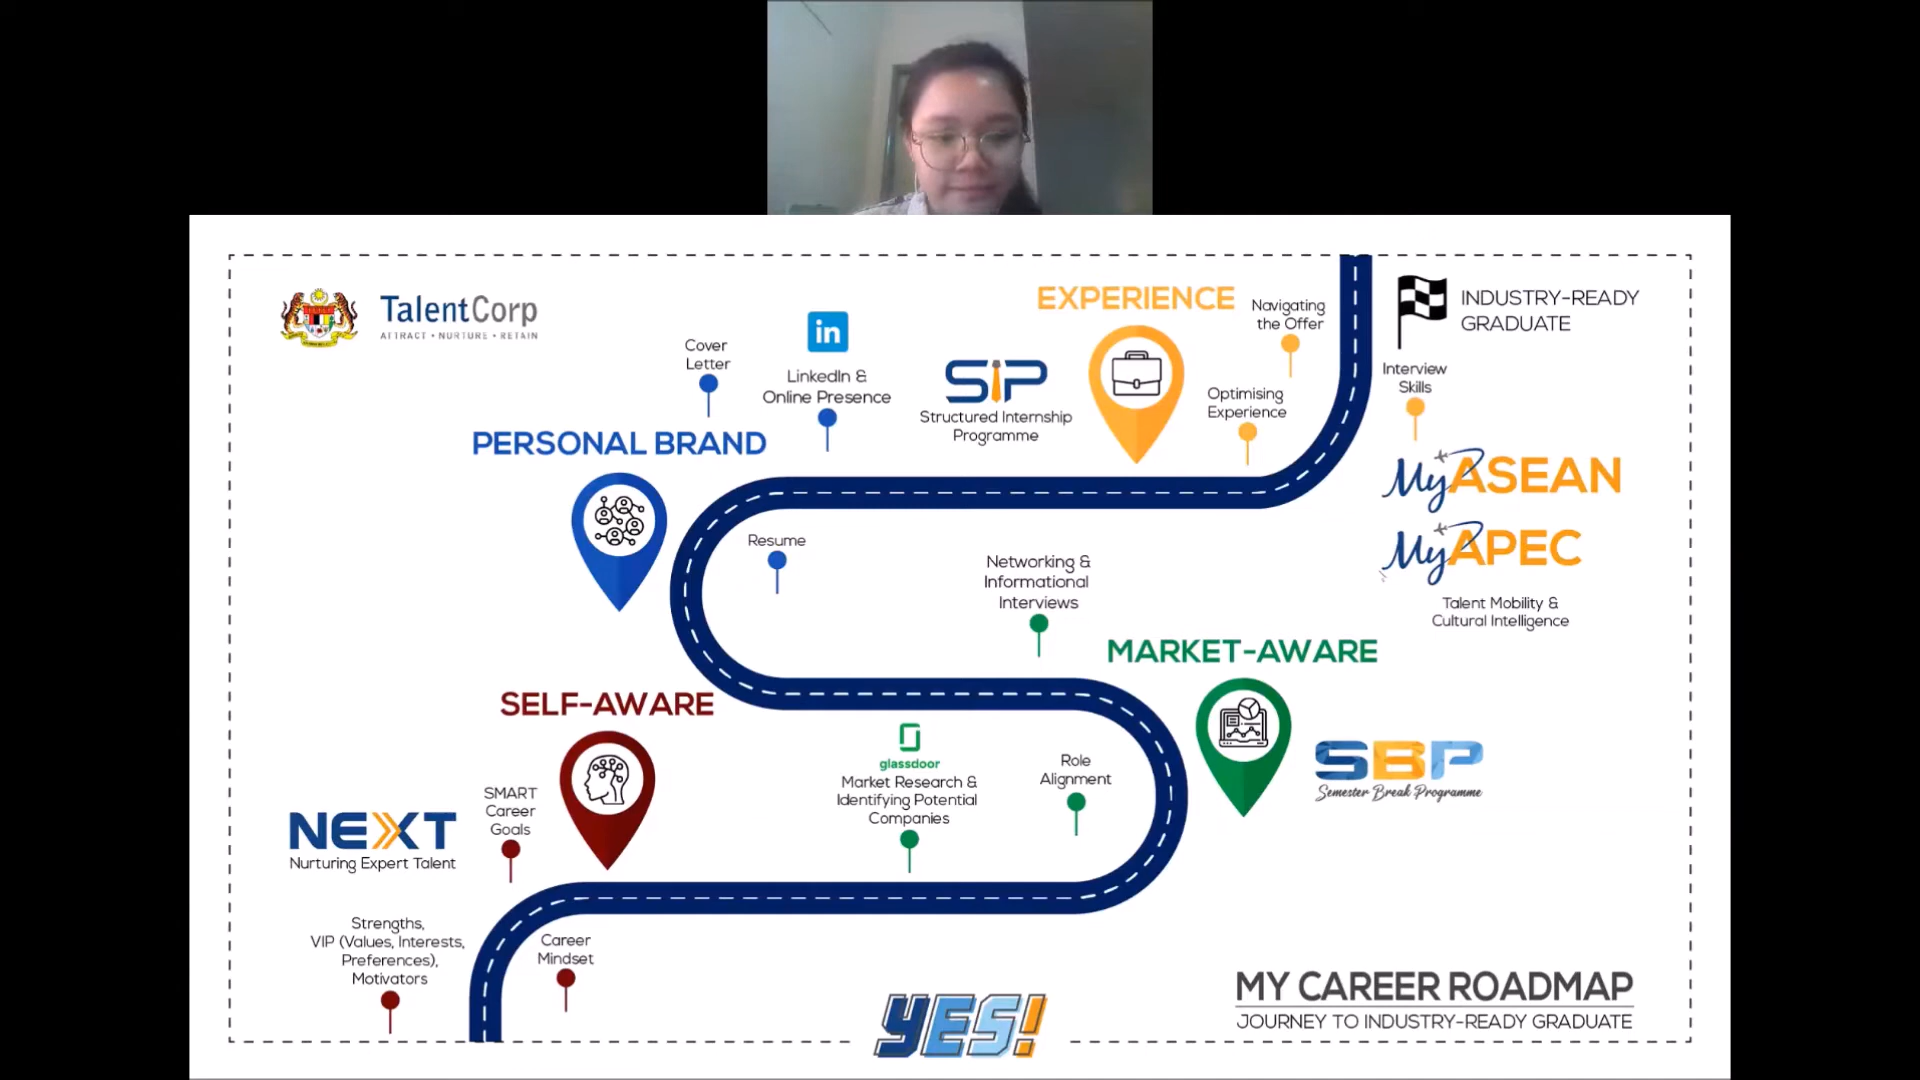 TalentCorp
ATTRACT • NURTURE • RETAIN
Cover
Letter
in
LinkedIn &
Online Presence
SIP
Structured Internship
Programme
EXPERIENCE
Navigating
the Offer
Optimising
Experience
INDUSTRY-READY
GRADUATE
Interview
Skills
PERSONAL BRAND
MyASEAN
MyAPEC
Talent Mobility &
Cultural Intelligence
Resume
Networking &
Informational
Interviews
MARKET-AWARE
SBP
Semester Break Programme
SELF-AWARE
glassdoor
Market Research &
Identifying Potential
Companies
Role
Alignment
NEXT
Nurturing Expert Talent
SMART
Career
Goals
Strengths,
VIP (Values, Interests,
Preferences),
Motivators
Career
Mindset
YES!
MY CAREER ROADMAP
JOURNEY TO INDUSTRY-READY GRADUATE